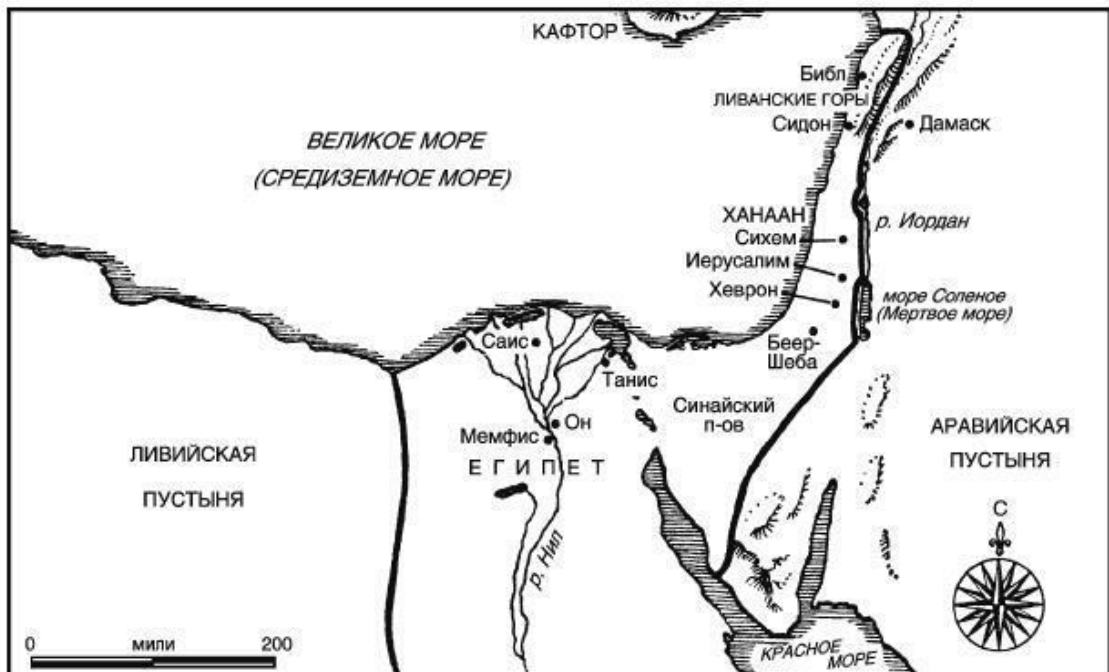 КАФТОР
Библ
ЛИВАНСКИЕ ГОРЫ
Сидон
Дамаск
ВЕЛИКОЕ МОРЕ
(СРЕДИЗЕМНОЕ МОРЕ)
ХАНААН
Сихем
р. Иордан
Иерусалим
Хеврон
море Соленое
(Мертвое море)
Беер-
Шеба
Саис
Танис
Синайский
п-ов
Он
Мемфис
ЕГИПЕТ
ЛИВИЙСКАЯ
ПУСТЫНЯ
АРАВИЙСКАЯ
ПУСТЫНЯ
С
р. Нил
0 мили 200
КРАСНОЕ
МОРЕ